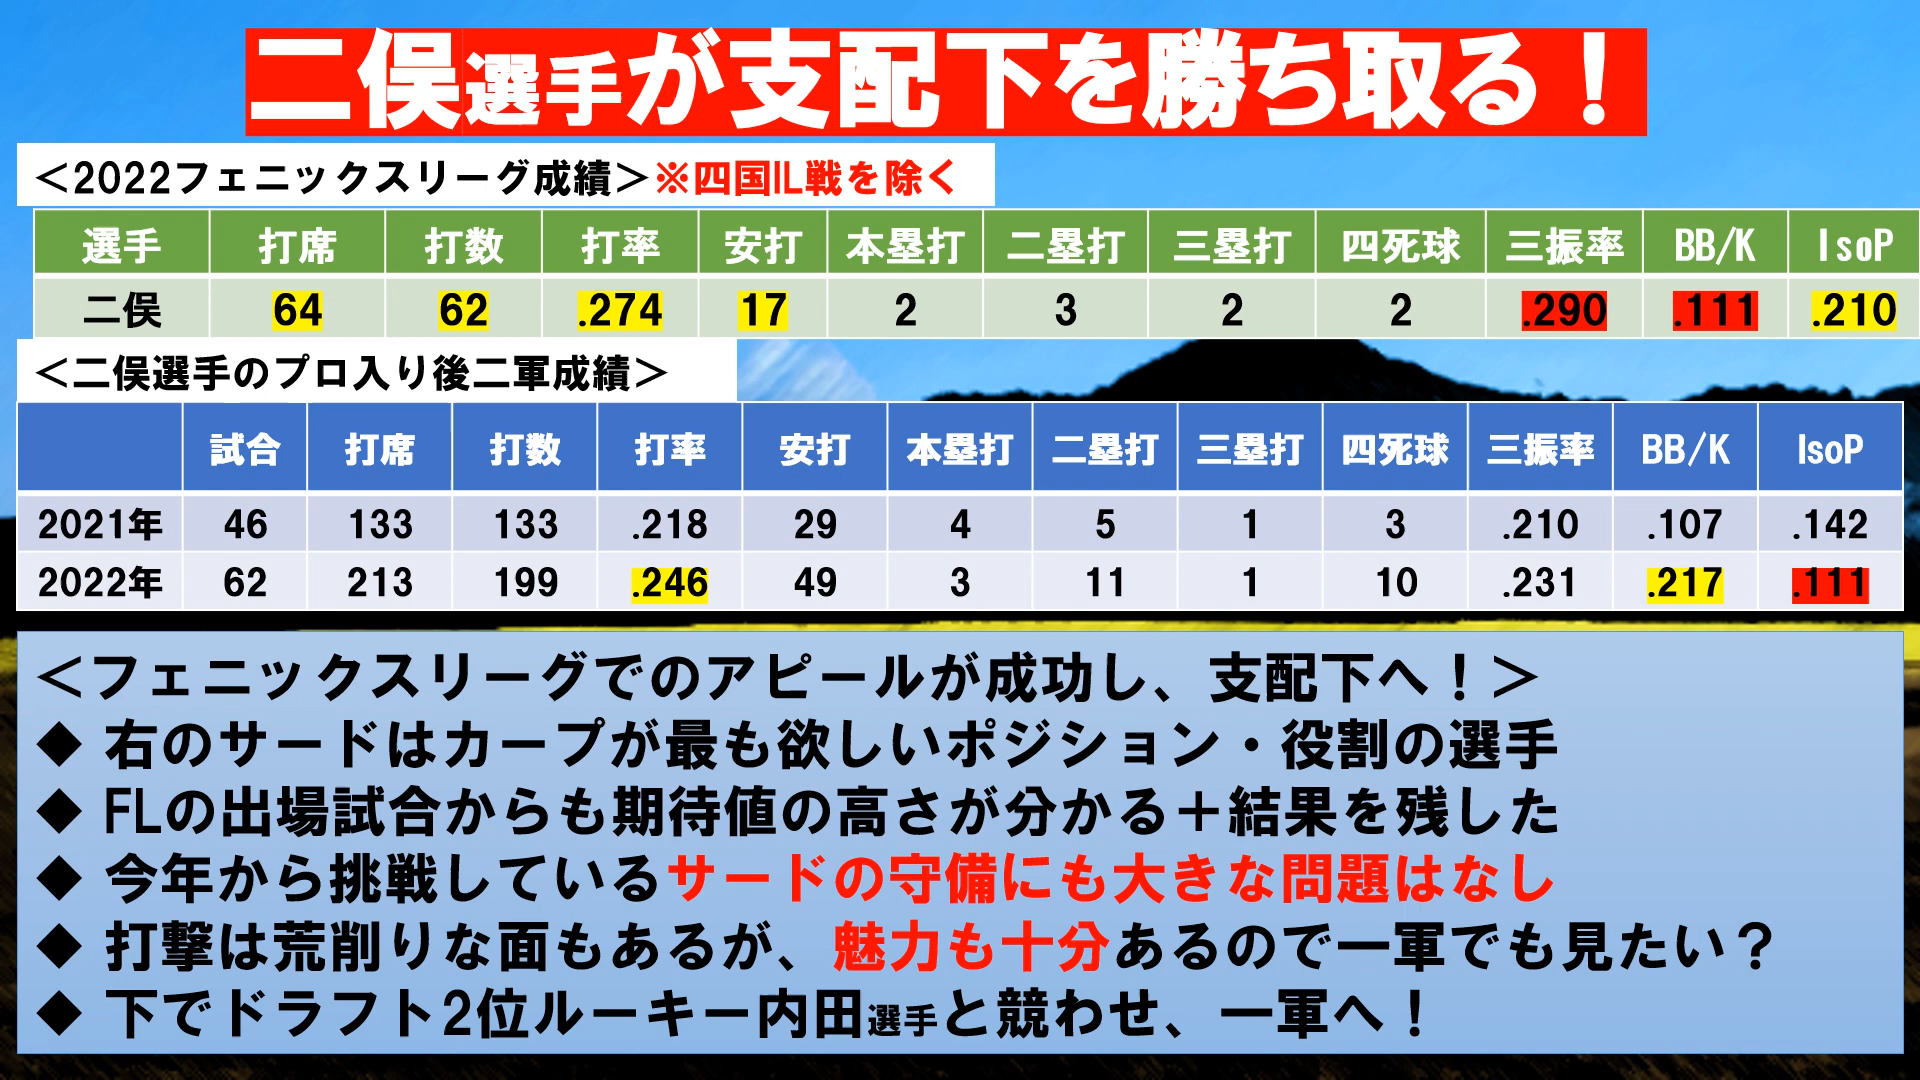 二俣選手が支配下を勝ち取る！
＜2022フェニックスリーグ成績＞※四国IL戦を除く
選手 打席 打数 打率 安打 本塁打 二塁打 三塁打 四死球 三振率 BB/K IsoP
二俣 64 62 .274 17 2 3 2 2 .290 .111 .210
＜二俣選手のプロ入り後二軍成績＞
試合 打席 打数 打率 安打 本塁打 二塁打 三塁打 四死球 三振率 BB/K IsoP
2021年 46 133 133 .218 29 4 5 1 3 .210 .107 .142
2022年 62 213 199 .246 49 3 11 1 10 .231 .217 .111
＜フェニックスリーグでのアピールが成功し、支配下へ！＞
◆ 右のサードはカープが最も欲しいポジション・役割の選手
◆ FLの出場試合からも期待値の高さが分かる＋結果を残した
◆ 今年から挑戦しているサードの守備にも大きな問題はなし
◆ 打撃は荒削りな面もあるが、魅力も十分あるので一軍でも見たい？
◆ 下でドラフト2位ルーキー内田選手と競わせ、一軍へ！